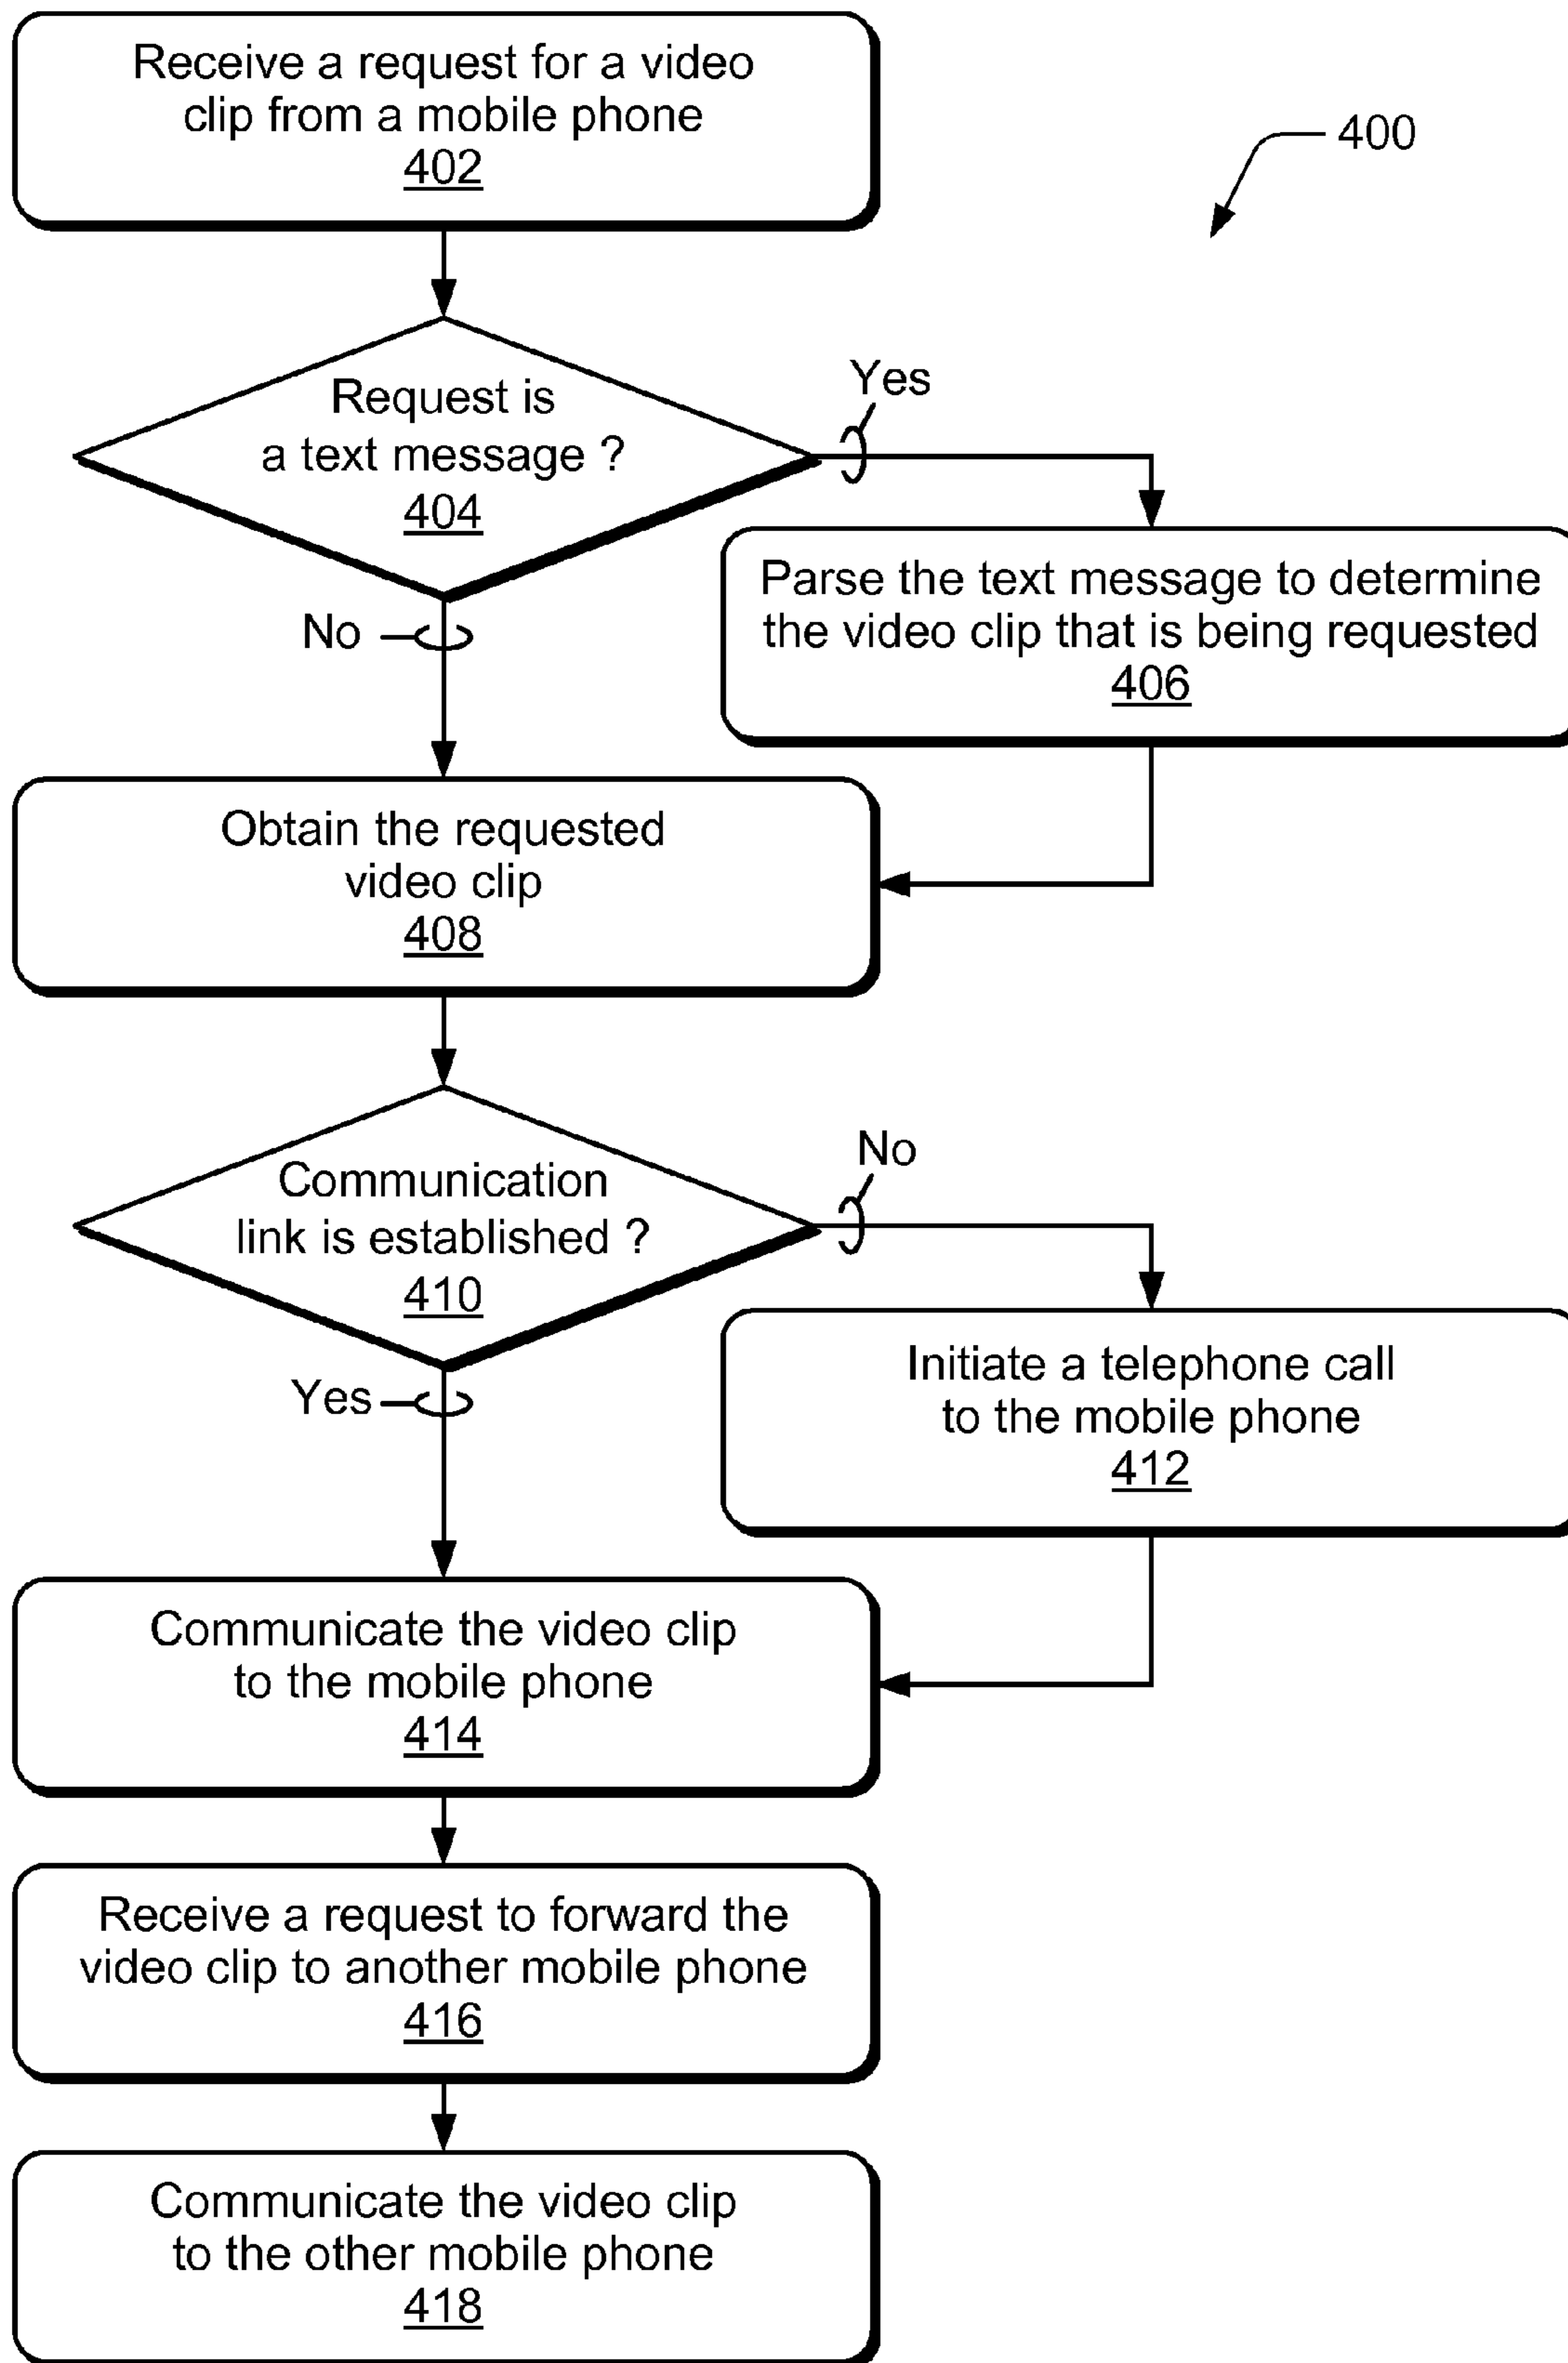 Receive a request for a video
clip from a mobile phone
402
400
Request is
a text message ?
404
Yes
No
Parse the text message to determine
the video clip that is being requested
406
Obtain the requested
video clip
408
Communication
link is established ?
410
No
Yes
Initiate a telephone call
to the mobile phone
412
Communicate the video clip
to the mobile phone
414
Receive a request to forward the
video clip to another mobile phone
416
Communicate the video clip
to the other mobile phone
418